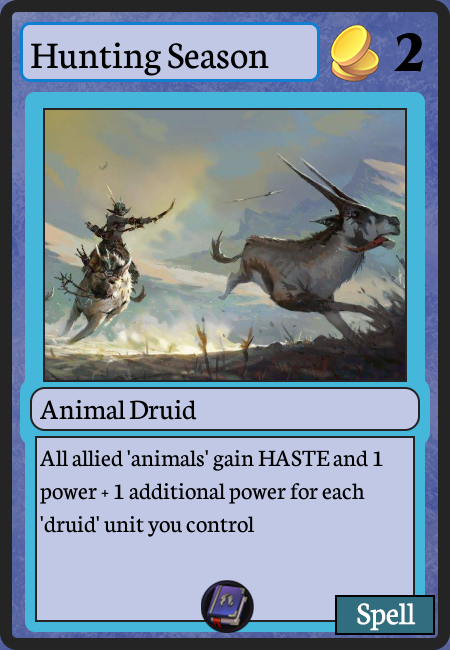 Hunting Season
2
Animal Druid
All allied 'animals' gain HASTE and 1
power + 1 additional power for each
'druid' unit you control
Spell